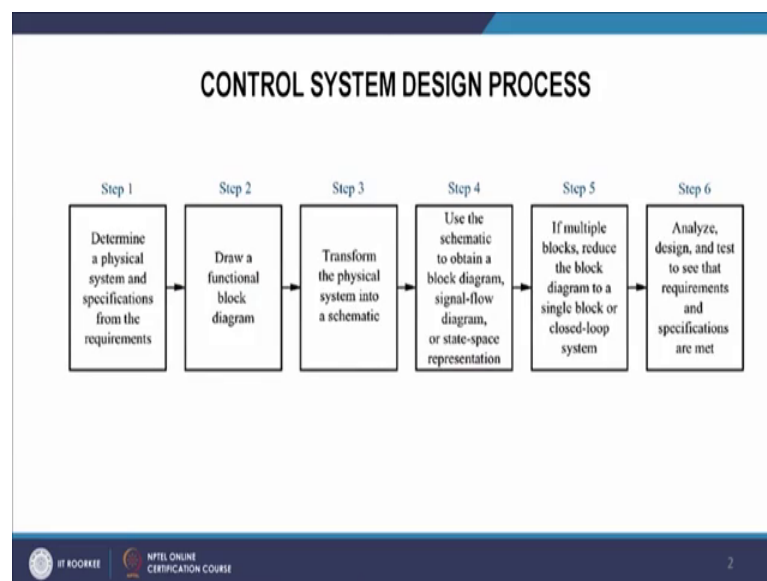 CONTROL SYSTEM DESIGN PROCESS
Step 1
Determine
a physical
system and
specifications
from the
requirements
Step 2
Draw a
functional
block
diagram
Step 3
Transform
the physical
system into
a schematic
Step 4
Use the
schematic
to obtain a
block diagram,
signal-flow
diagram,
or state-space
representation
Step 5
If multiple
blocks, reduce
the block
diagram to a
single block or
closed-loop
system
Step 6
Analyze,
design, and test
to see that
requirements
and
specifications
are met
IIT ROORKEE
NPTEL ONLINE
CERTIFICATION COURSE
2